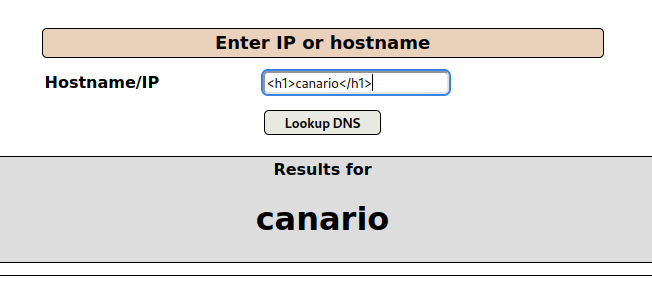 Enter IP or hostname
Hostname/IP
<h1>canario</h1>
Lookup DNS
Results for
canario